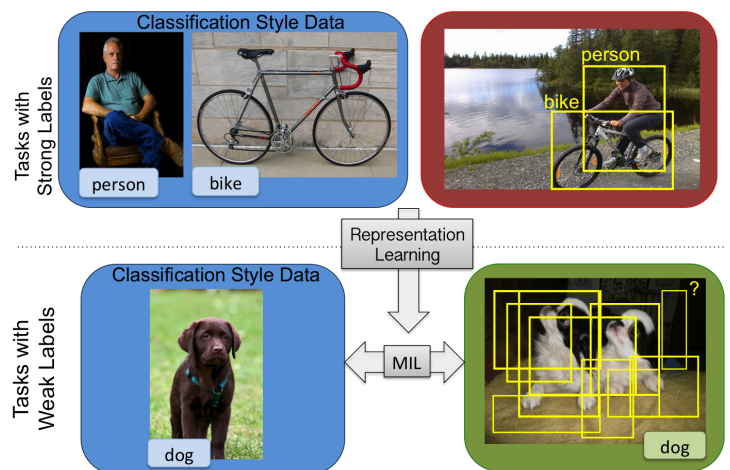 Classification Style Data
Tasks with
Strong Labels
person
bike
person
bike
Representation
Learning
Classification Style Data
Tasks with
Weak Labels
MIL
?
dog
dog